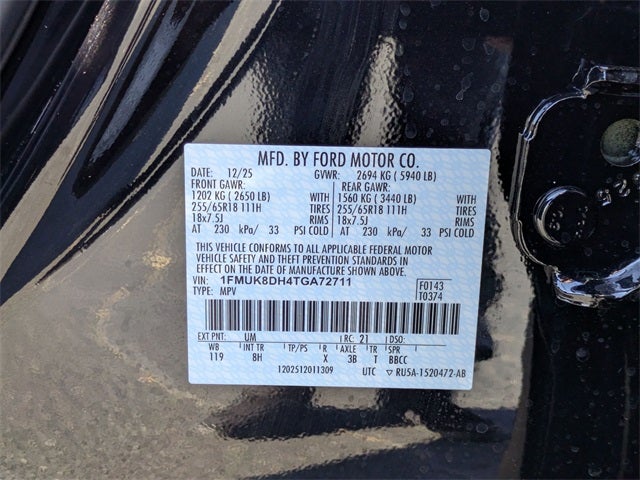 MFD. BY FORD MOTOR CO.
DATE: 12/25 GVWR: 2694 KG ( 5940 LB)
FRONT GAWR: REAR GAWR:
1202 KG ( 2650 LB) WITH 1560 KG ( 3440 LB) WITH
255/65R18 111H TIRES 255/65R18 111H TIRES
18x7.5J RIMS 18x7.5J RIMS
AT 230 kPa/ 33 PSI COLD AT 230 kPa/ 33 PSI COLD
THIS VEHICLE CONFORMS TO ALL APPLICABLE FEDERAL MOTOR
VEHICLE SAFETY AND THEFT PREVENTION STANDARDS IN
EFFECT ON THE DATE OF MANUFACTURE SHOWN ABOVE.
VIN: 1FMUK8DH4TGA72711 F0143
TYPE: MPV T0374
EXT PNT: UM RC: 21 DSO:
WB INT TR TP/PS R AXLE TR SPR
119 8H X 3B T BBCC
1202512011309 UTC ▽ RU5A-1520472-AB